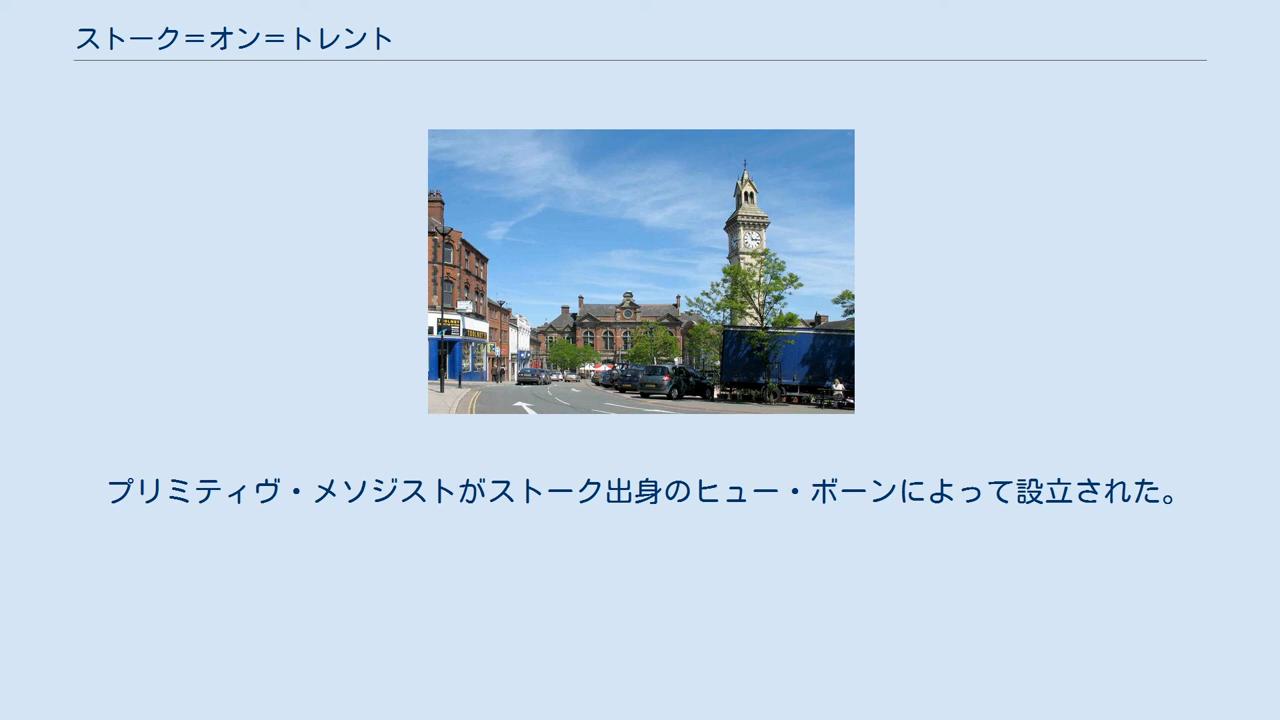 ストーク＝オン＝トレント
プリミティヴ・メソジストがストーク出身のヒュー・ボーンによって設立された。